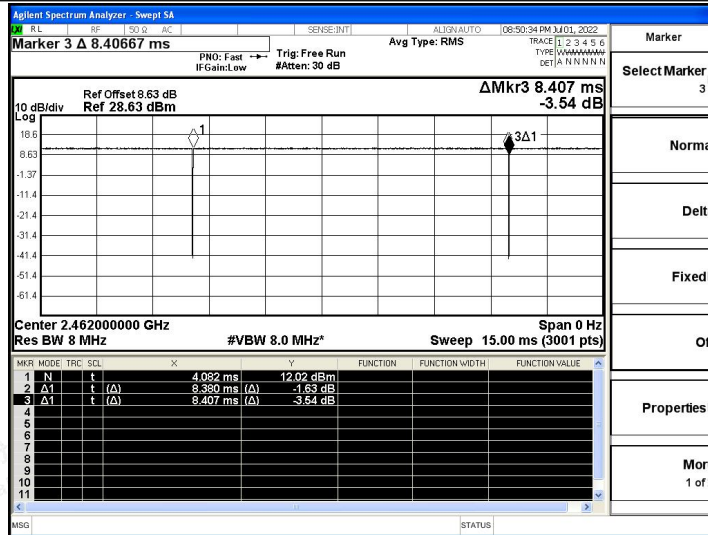 Agilent Spectrum Analyzer - Swept SA
RL RF 50 Ω AC SENSE:INT ALIGN AUTO 08:50:34 PM Jul 01, 2022
Marker 3 Δ 8.40667 ms
PNO: Fast
IFGain:Low
Trig: Free Run
#Atten: 30 dB
Avg Type: RMS
TRACE 1 2 3 4 5 6
TYPE
DET A N N N N N
Marker
Select Marker
3
Ref Offset 8.63 dB
ΔMkr3 8.407 ms
10 dB/div Ref 28.63 dBm -3.54 dB
Log
18.6
8.63
-1.37
-11.4
-21.4
-31.4
-41.4
-51.4
-61.4
1
3Δ1
Norma
Delt
Fixed
Of
Center 2.462000000 GHz Span 0 Hz
Res BW 8 MHz #VBW 8.0 MHz* Sweep 15.00 ms (3001 pts)
MKR MODE TRC SCL X Y FUNCTION FUNCTION WIDTH FUNCTION VALUE
1 N t 4.082 ms 12.02 dBm
2 Δ1 t (Δ) 8.380 ms (Δ) -1.63 dB
3 Δ1 t (Δ) 8.407 ms (Δ) -3.54 dB
4
5
6
7
8
9
10
11
Properties
Mor
1 of
MSG STATUS